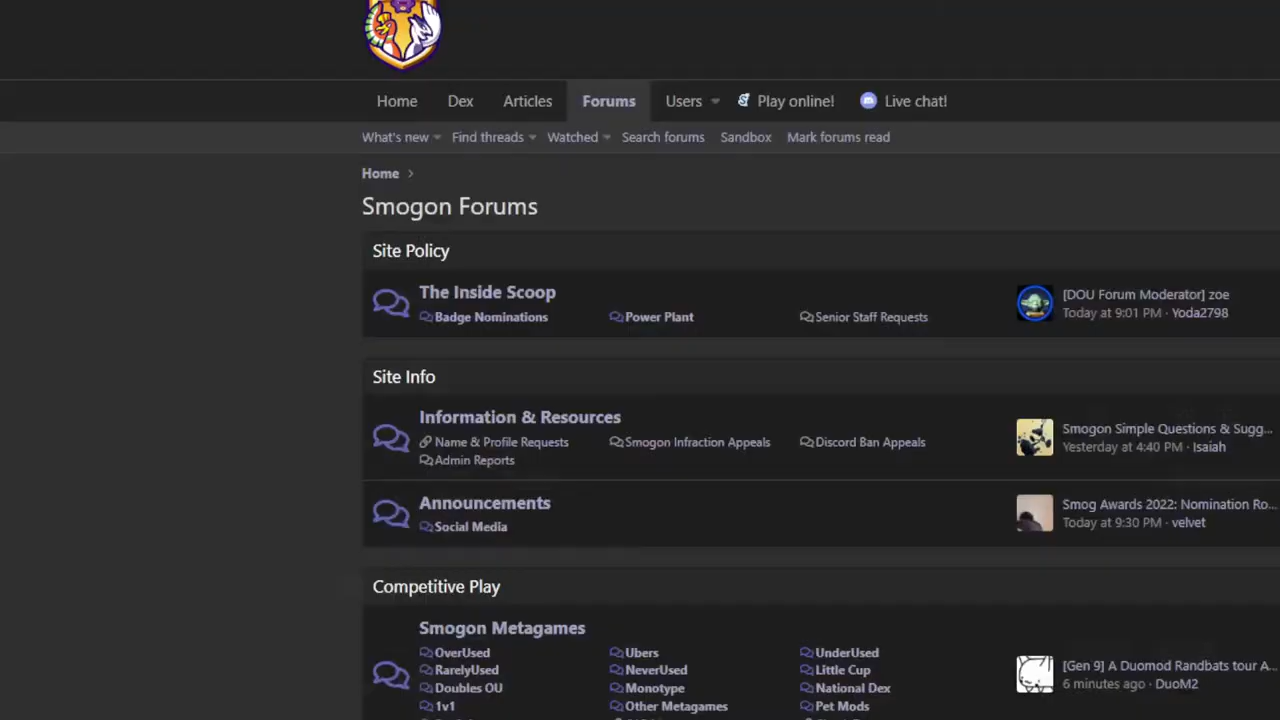 Home Dex Articles Forums Users Play online! Live chat!
What's new Find threads Watched Search forums Sandbox Mark forums read
Home
Smogon Forums
Site Policy
The Inside Scoop
Badge Nominations Power Plant Senior Staff Requests
[DOU Forum Moderator] zoe
Today at 9:01 PM · Yoda2798
Site Info
Information & Resources
Name & Profile Requests Smogon Infraction Appeals Discord Ban Appeals
Admin Reports
Smogon Simple Questions & Sugg...
Yesterday at 4:40 PM · Isaiah
Announcements
Social Media
Smog Awards 2022: Nomination Ro...
Today at 9:30 PM · velvet
Competitive Play
Smogon Metagames
OverUsed Ubers UnderUsed
RarelyUsed NeverUsed Little Cup
Doubles OU Monotype National Dex
1v1 Other Metagames Pet Mods
[Gen 9] A Duomod Randbats tour A...
6 minutes ago · DuoM2